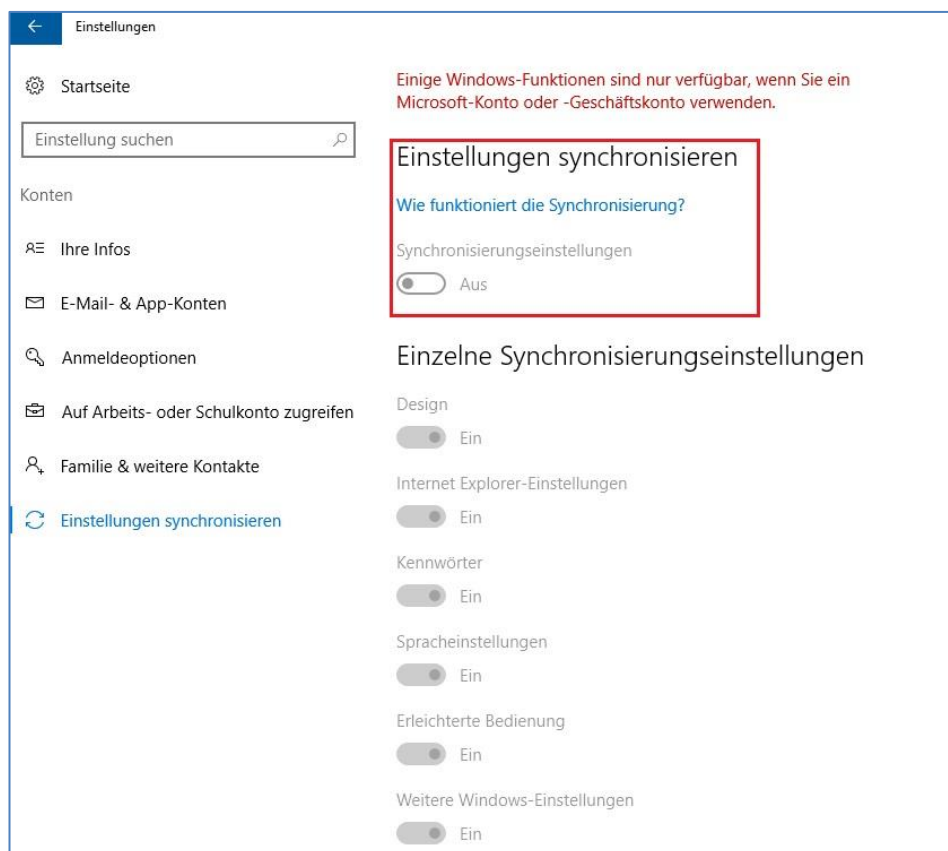 Einstellungen
Startseite
Einstellung suchen
Konten
Ihre Infos
E-Mail- & App-Konten
Anmeldeoptionen
Auf Arbeits- oder Schulkonto zugreifen
Familie & weitere Kontakte
Einstellungen synchronisieren
Einige Windows-Funktionen sind nur verfügbar, wenn Sie ein
Microsoft-Konto oder -Geschäftskonto verwenden.
Einstellungen synchronisieren
Wie funktioniert die Synchronisierung?
Synchronisierungseinstellungen
Aus
Einzelne Synchronisierungseinstellungen
Design
Ein
Internet Explorer-Einstellungen
Ein
Kennwörter
Ein
Spracheinstellungen
Ein
Erleichterte Bedienung
Ein
Weitere Windows-Einstellungen
Ein